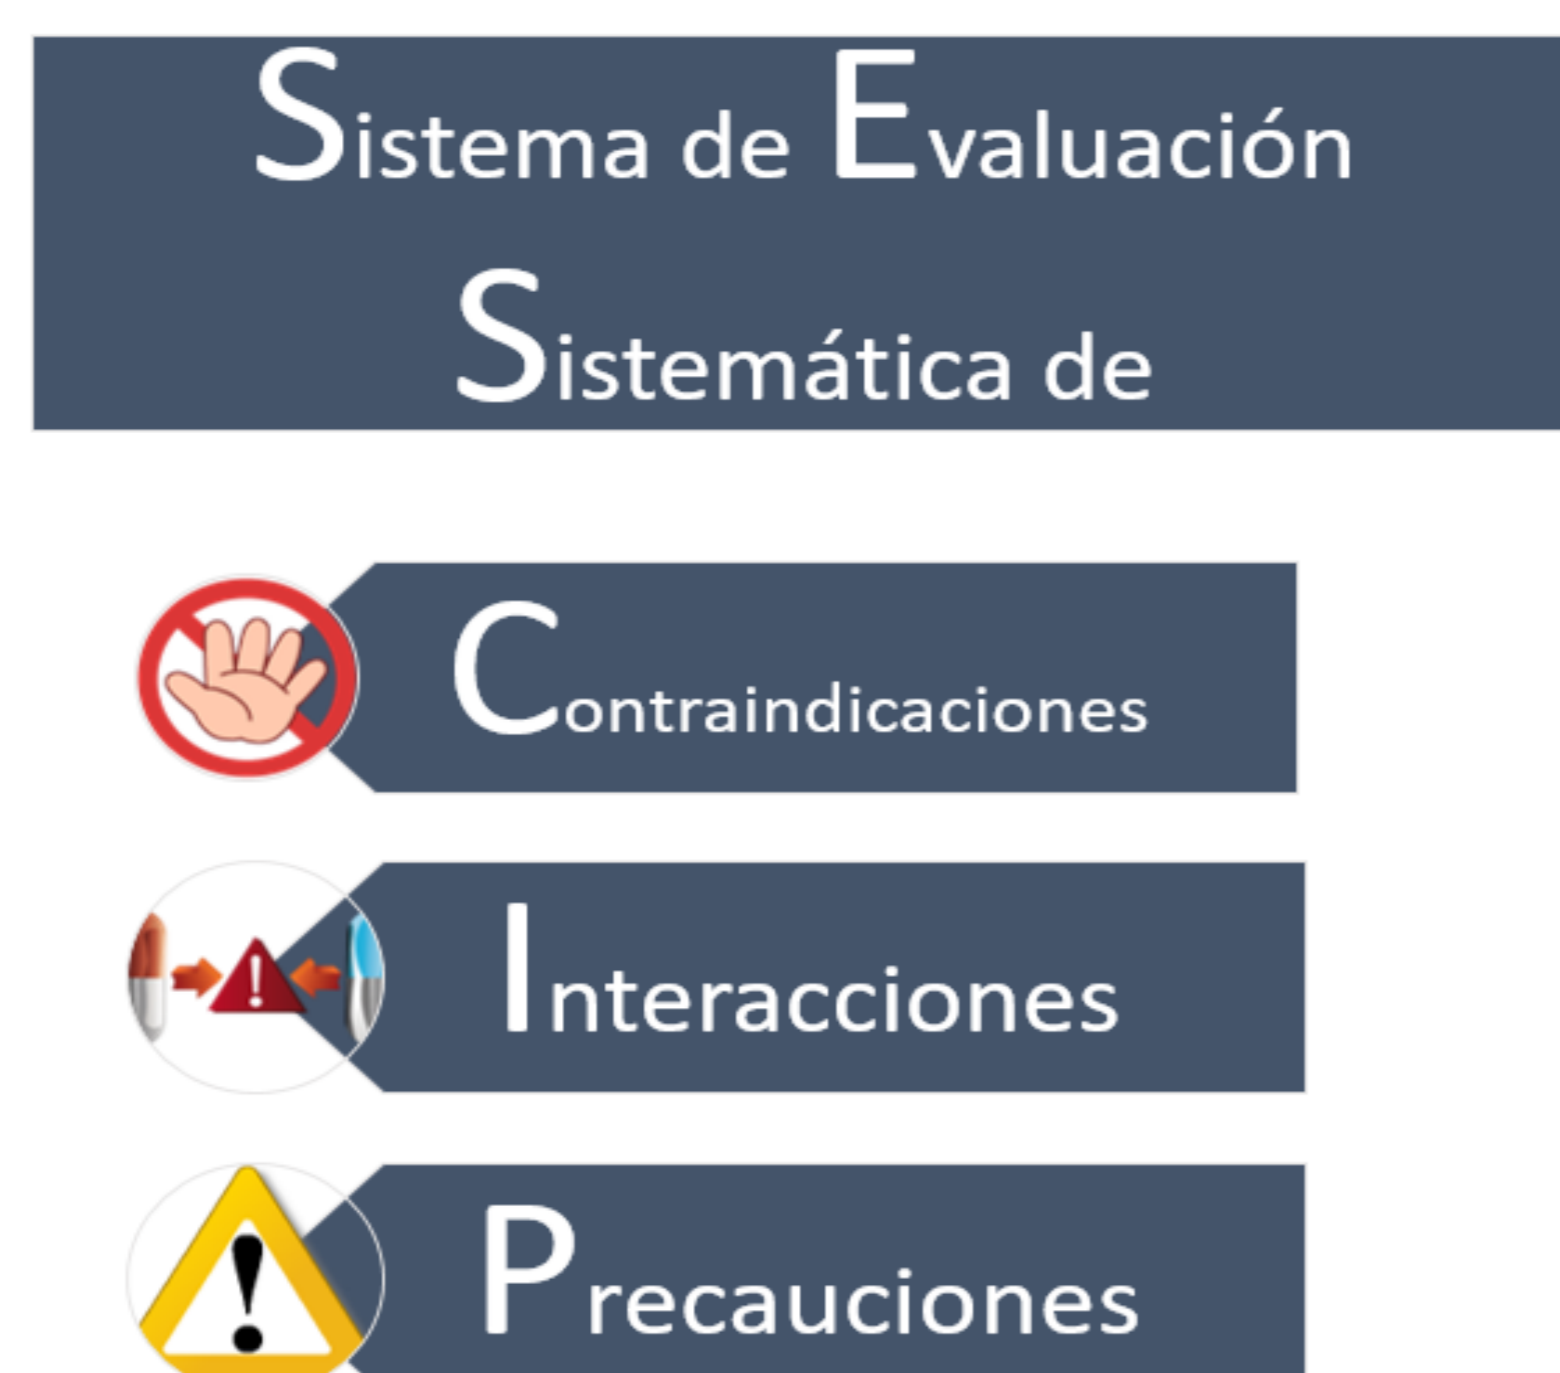 Sistema de Evaluación
Sistemática de
Contraindicaciones
Interacciones
Precauciones